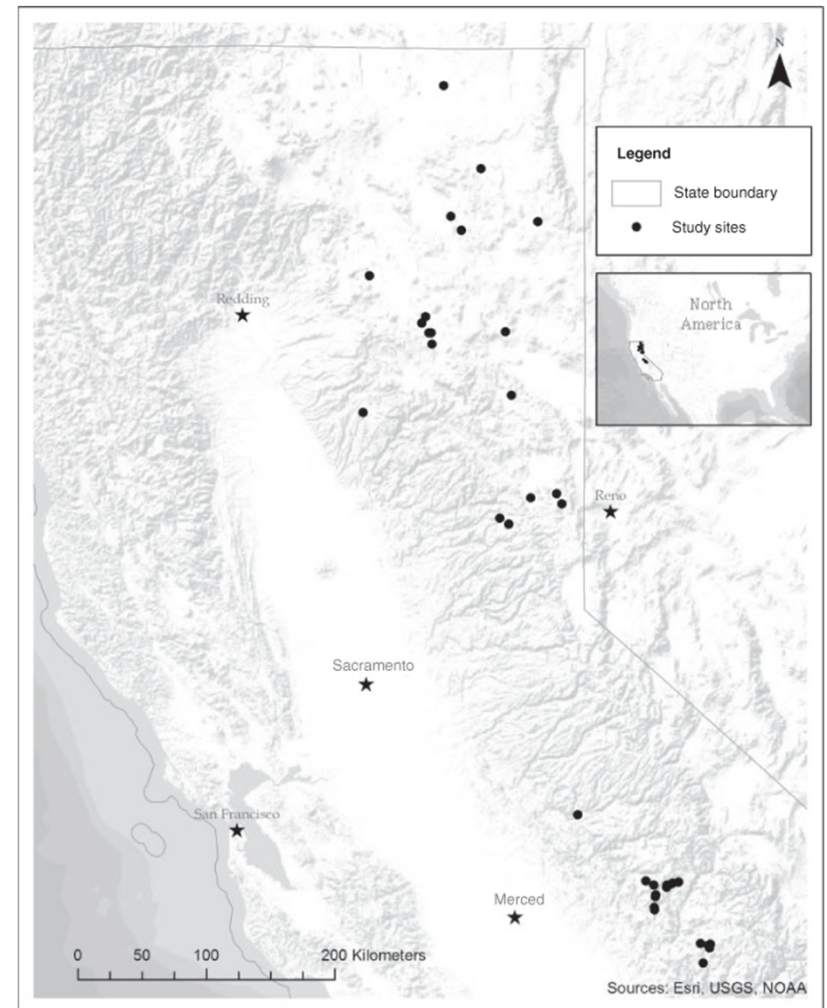 N
Legend
State boundary
Study sites
North
America
Redding
Reno
Sacramento
San Francisco
Merced
0 50 100 200 Kilometers
Sources: Esri, USGS, NOAA